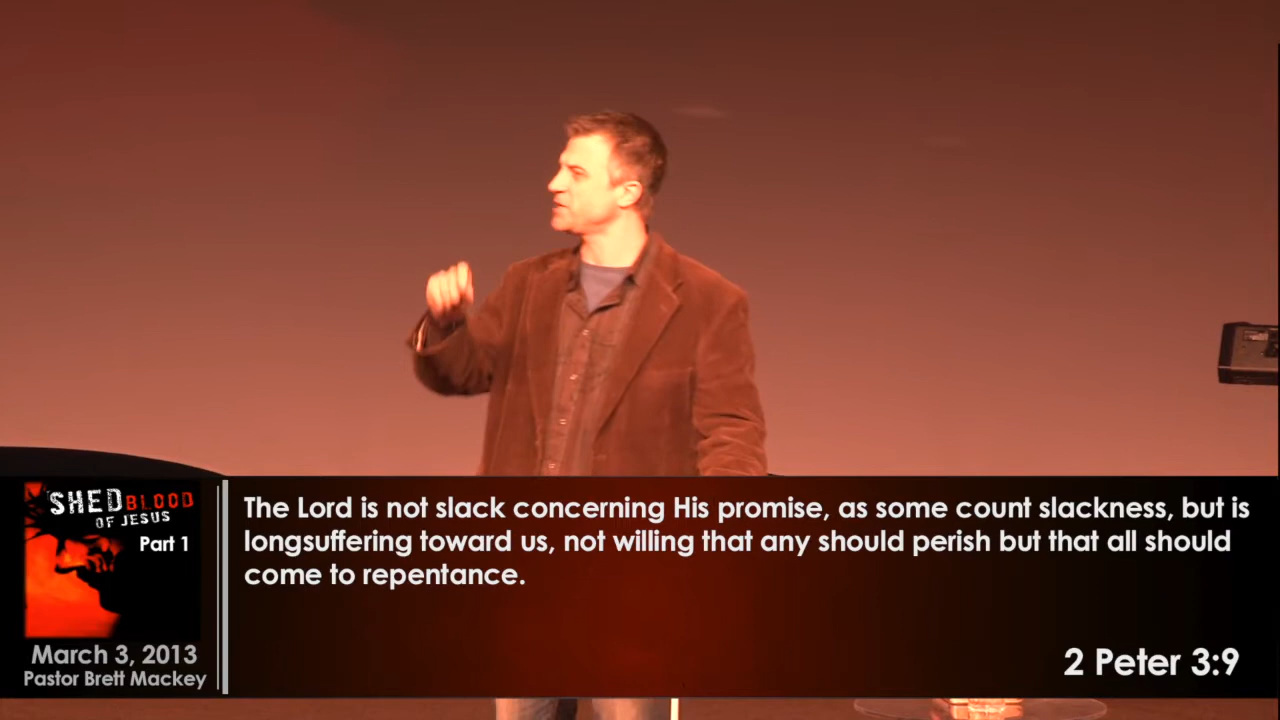 SHED BLOOD
OF JESUS
Part 1
March 3, 2013
Pastor Brett Mackey
The Lord is not slack concerning His promise, as some count slackness, but is
longsuffering toward us, not willing that any should perish but that all should
come to repentance.
2 Peter 3:9